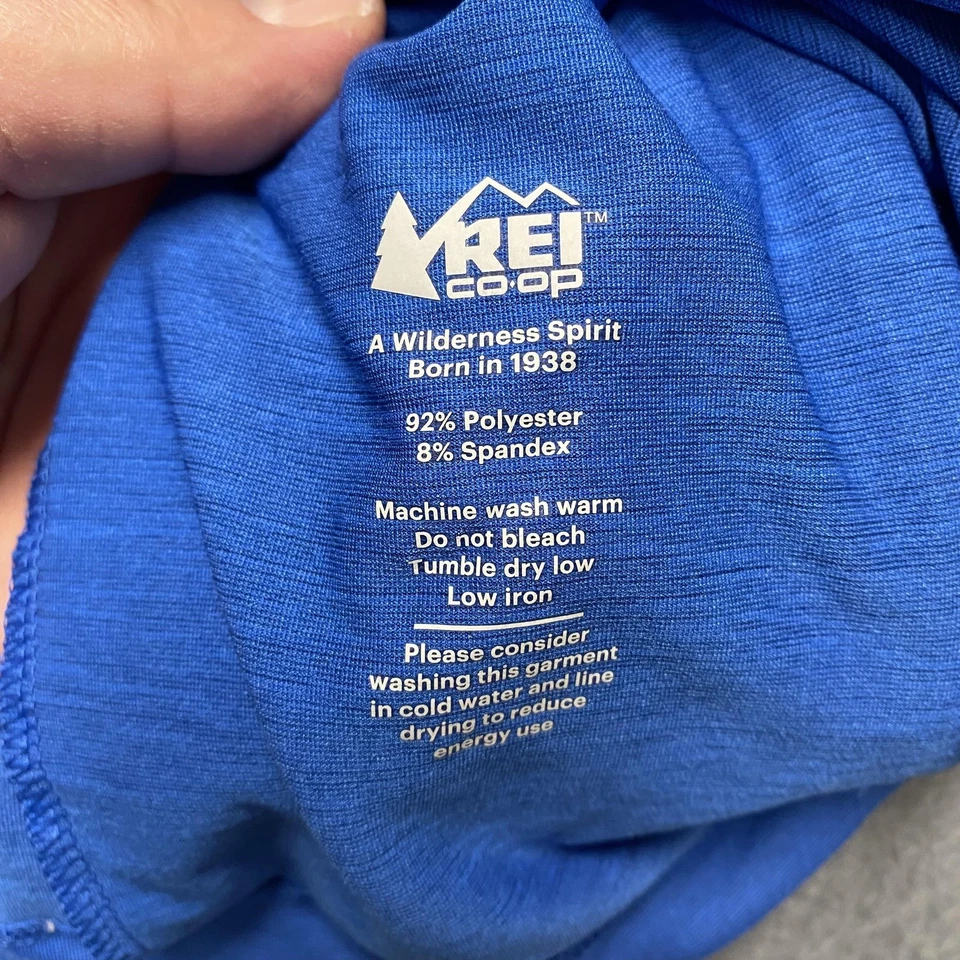 REI™
co·op
A Wilderness Spirit
Born in 1938
92% Polyester
8% Spandex
Machine wash warm
Do not bleach
Tumble dry low
Low iron
Please consider
washing this garment
in cold water and line
drying to reduce
energy use